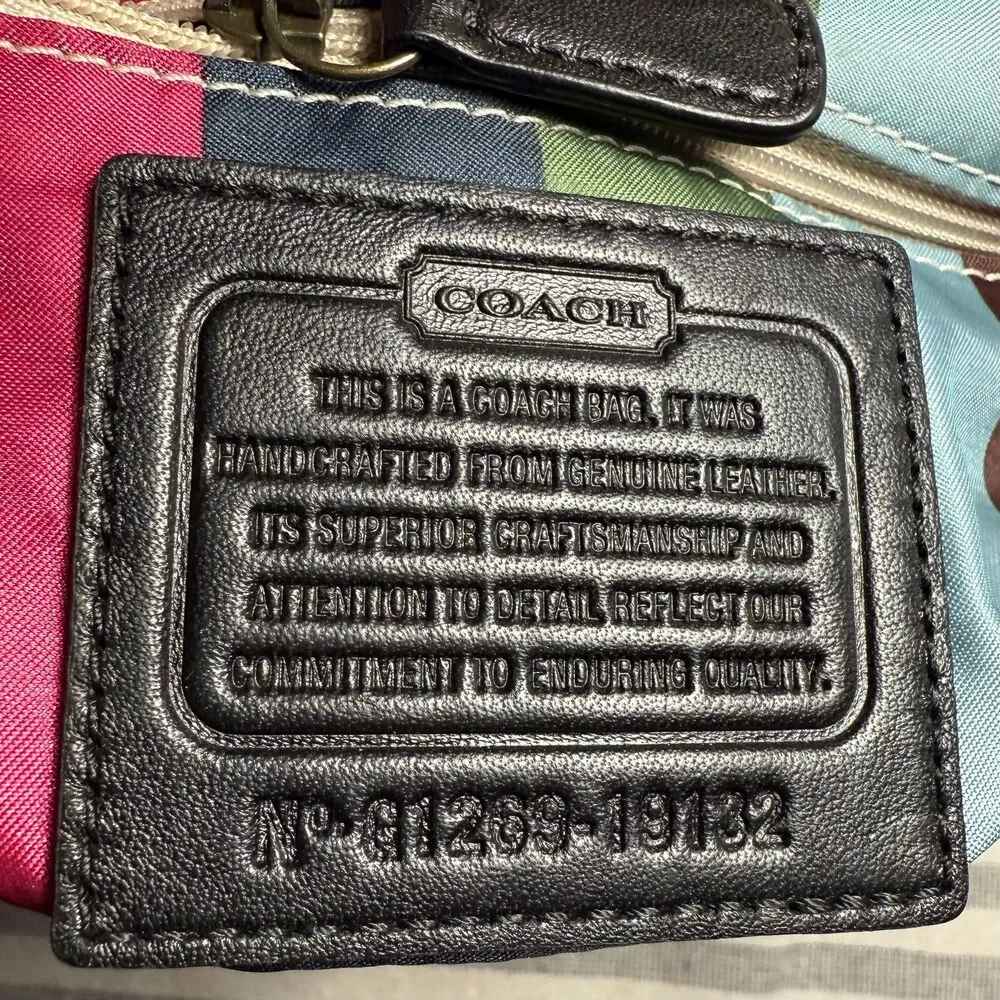 COACH
THIS IS A COACH BAG. IT WAS
HANDCRAFTED FROM GENUINE LEATHER.
ITS SUPERIOR CRAFTSMANSHIP AND
ATTENTION TO DETAIL REFLECT OUR
COMMITMENT TO ENDURING QUALITY.
Nº-G1269-19132